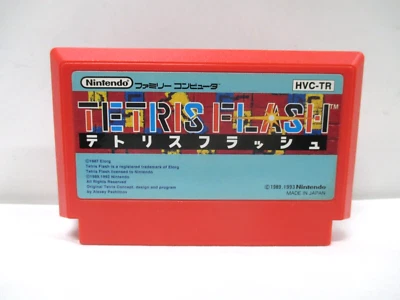 Nintendo ファミリー コンピュータ HVC-TR
TETRIS FLASH™
テトリスフラッシュ
©1987 Elorg
Tetris Flash is a registered trademark of Elorg
Tetris Flash licensed to Nintendo
©1989,1993 Nintendo
All Rights Reserved
Original Tetris Concept, design and program
by Alexey Pazhitnov
©1989,1993 Nintendo
MADE IN JAPAN